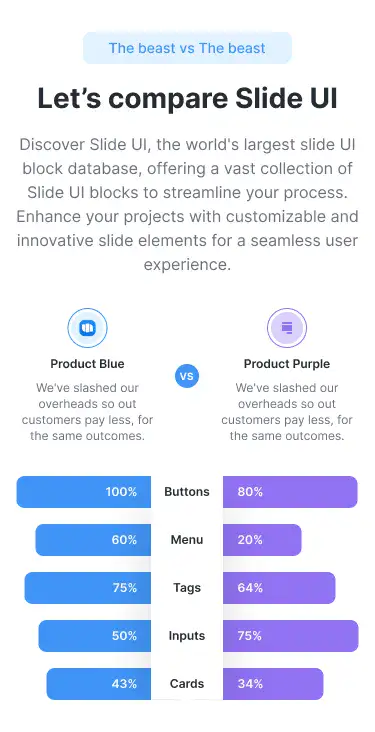 The beast vs The beast
Let’s compare Slide UI
Discover Slide UI, the world's largest slide UI
block database, offering a vast collection of
Slide UI blocks to streamline your process.
Enhance your projects with customizable and
innovative slide elements for a seamless user
experience.
Product Blue
We've slashed our
overheads so out
customers pay less, for
the same outcomes.
VS
Product Purple
We've slashed our
overheads so out
customers pay less, for
the same outcomes.
100% Buttons 80%
60% Menu 20%
75% Tags 64%
50% Inputs 75%
43% Cards 34%